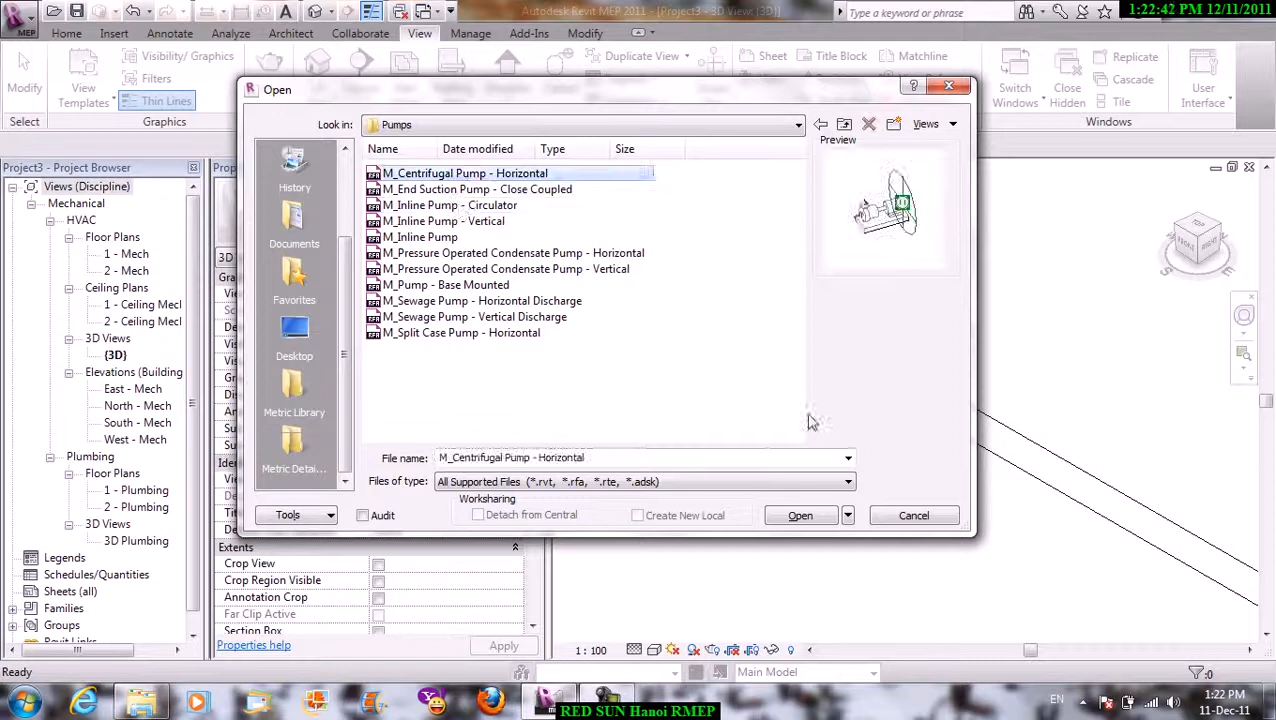 Autodesk Revit MEP 2011 - [Project3 - 3D View: {3D}]
Type a keyword or phrase
1:22:42 PM 12/11/2011
MEP
Home Insert Annotate Analyze Architect Collaborate View Manage Add-Ins Modify
Modify
View
Templates
Visibility/ Graphics
Filters
Thin Lines
Duplicate View
Sheet
Title Block
Matchline
Switch
Windows
Close
Hidden
Replicate
Cascade
Tile
User
Interface
Select
Graphics
Windows
Project3 - Project Browser
Views (Discipline)
Mechanical
HVAC
Floor Plans
1 - Mech
2 - Mech
Ceiling Plans
1 - Ceiling Mecl
2 - Ceiling Mecl
3D Views
{3D}
Elevations (Building
East - Mech
North - Mech
South - Mech
West - Mech
Plumbing
Floor Plans
1 - Plumbing
2 - Plumbing
3D Views
3D Plumbing
Legends
Schedules/Quantities
Sheets (all)
Families
Groups
Revit Links
Open
Look in:
Pumps
Views
Preview
Name Date modified Type Size
M_Centrifugal Pump - Horizontal
M_End Suction Pump - Close Coupled
M_Inline Pump - Circulator
M_Inline Pump - Vertical
M_Inline Pump
M_Pressure Operated Condensate Pump - Horizontal
M_Pressure Operated Condensate Pump - Vertical
M_Pump - Base Mounted
M_Sewage Pump - Horizontal Discharge
M_Sewage Pump - Vertical Discharge
M_Split Case Pump - Horizontal
History
Documents
Favorites
Desktop
Metric Library
Metric Detai...
File name:
M_Centrifugal Pump - Horizontal
Files of type:
All Supported Files (*.rvt, *.rfa, *.rte, *.adsk)
Worksharing
Tools
Audit
Detach from Central
Create New Local
Open
Cancel
Extents
Crop View
Crop Region Visible
Annotation Crop
Far Clip Active
Section Box
Properties help
Apply
1 : 100
FRONT
RIGHT
S
Ready
Main Model
:0
EN
1:22 PM
11-Dec-11
RED SUN Hanoi RMEP